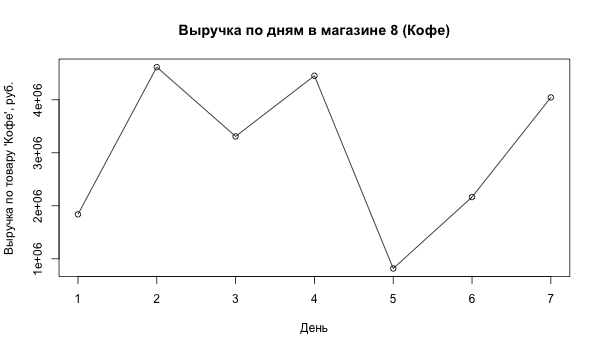 Выручка по дням в магазине 8 (Кофе)
Выручка по товару 'Кофе', руб.
4e+06
3e+06
2e+06
1e+06
1 2 3 4 5 6 7
День